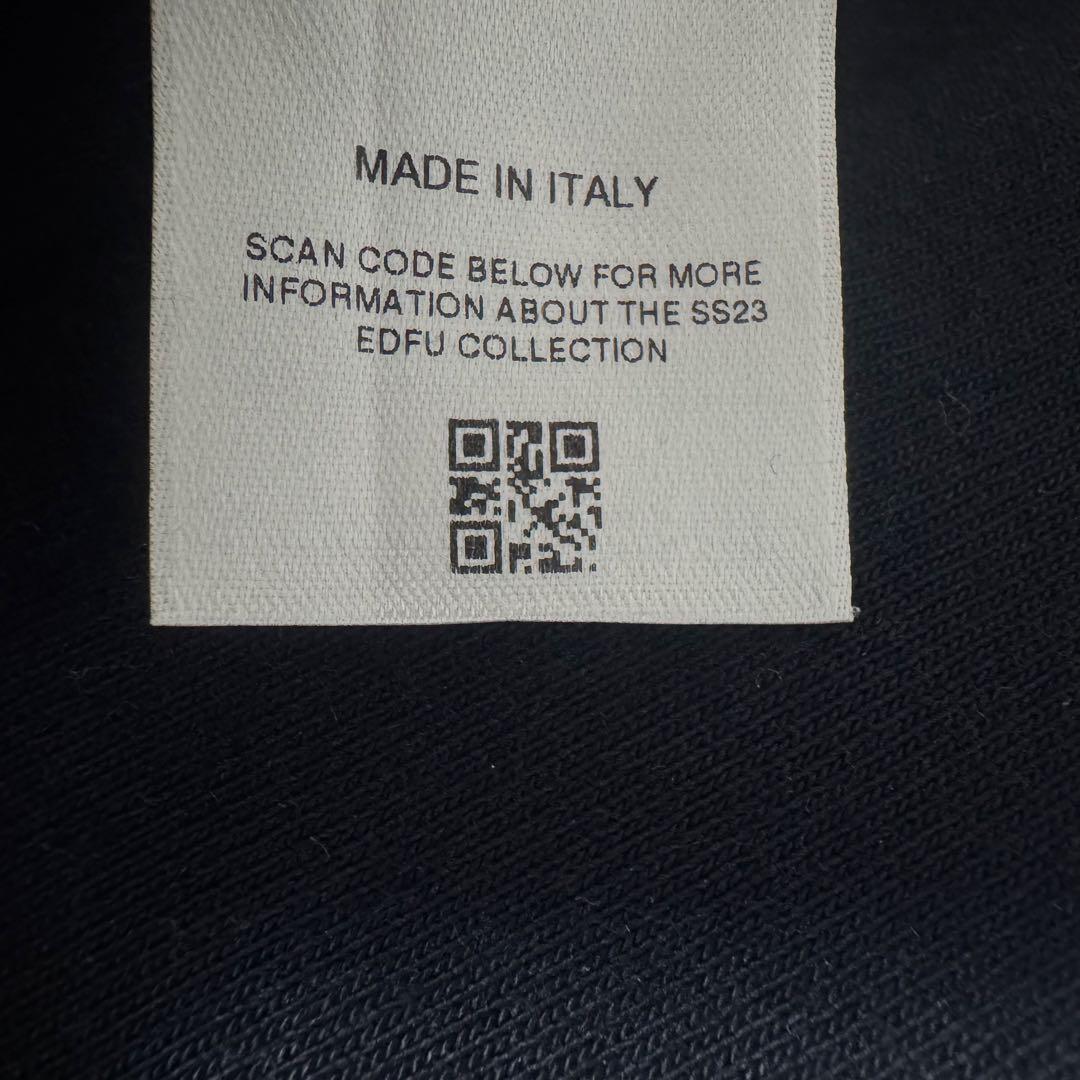 MADE IN ITALY
SCAN CODE BELOW FOR MORE
INFORMATION ABOUT THE SS23
EDFU COLLECTION